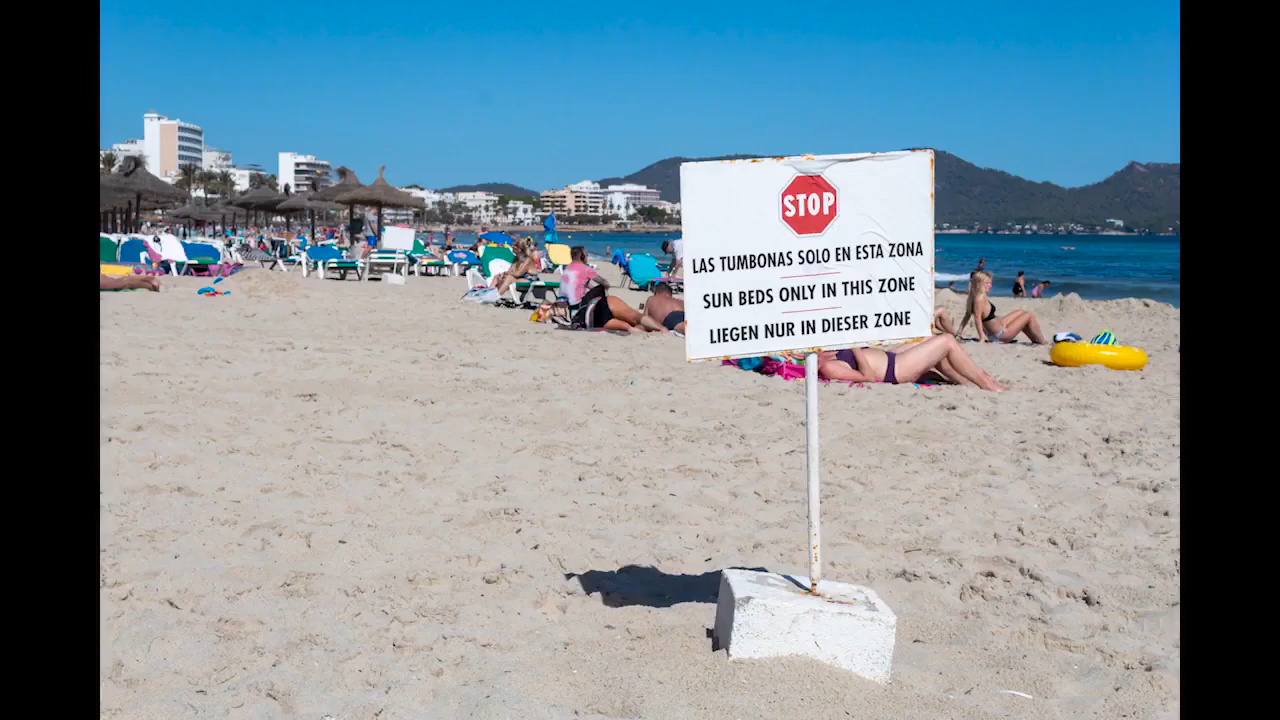 STOP
LAS TUMBONAS SOLO EN ESTA ZONA
SUN BEDS ONLY IN THIS ZONE
LIEGEN NUR IN DIESER ZONE